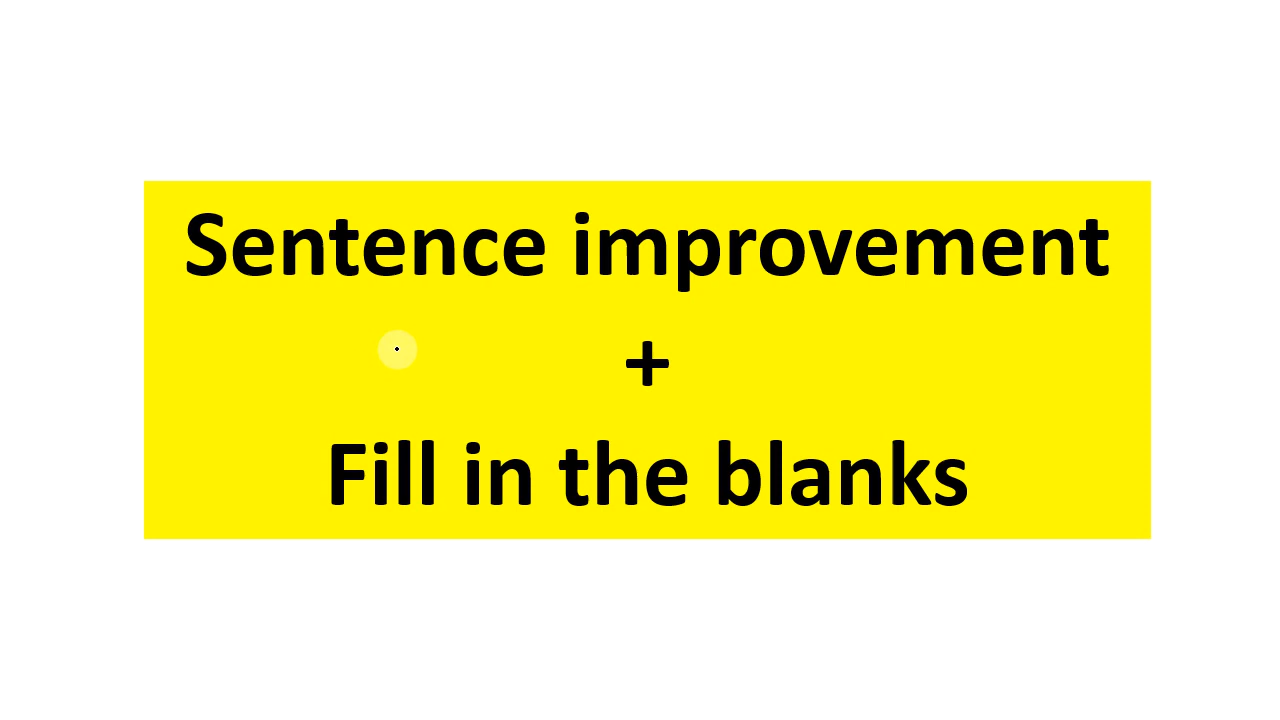 Sentence improvement
+
Fill in the blanks